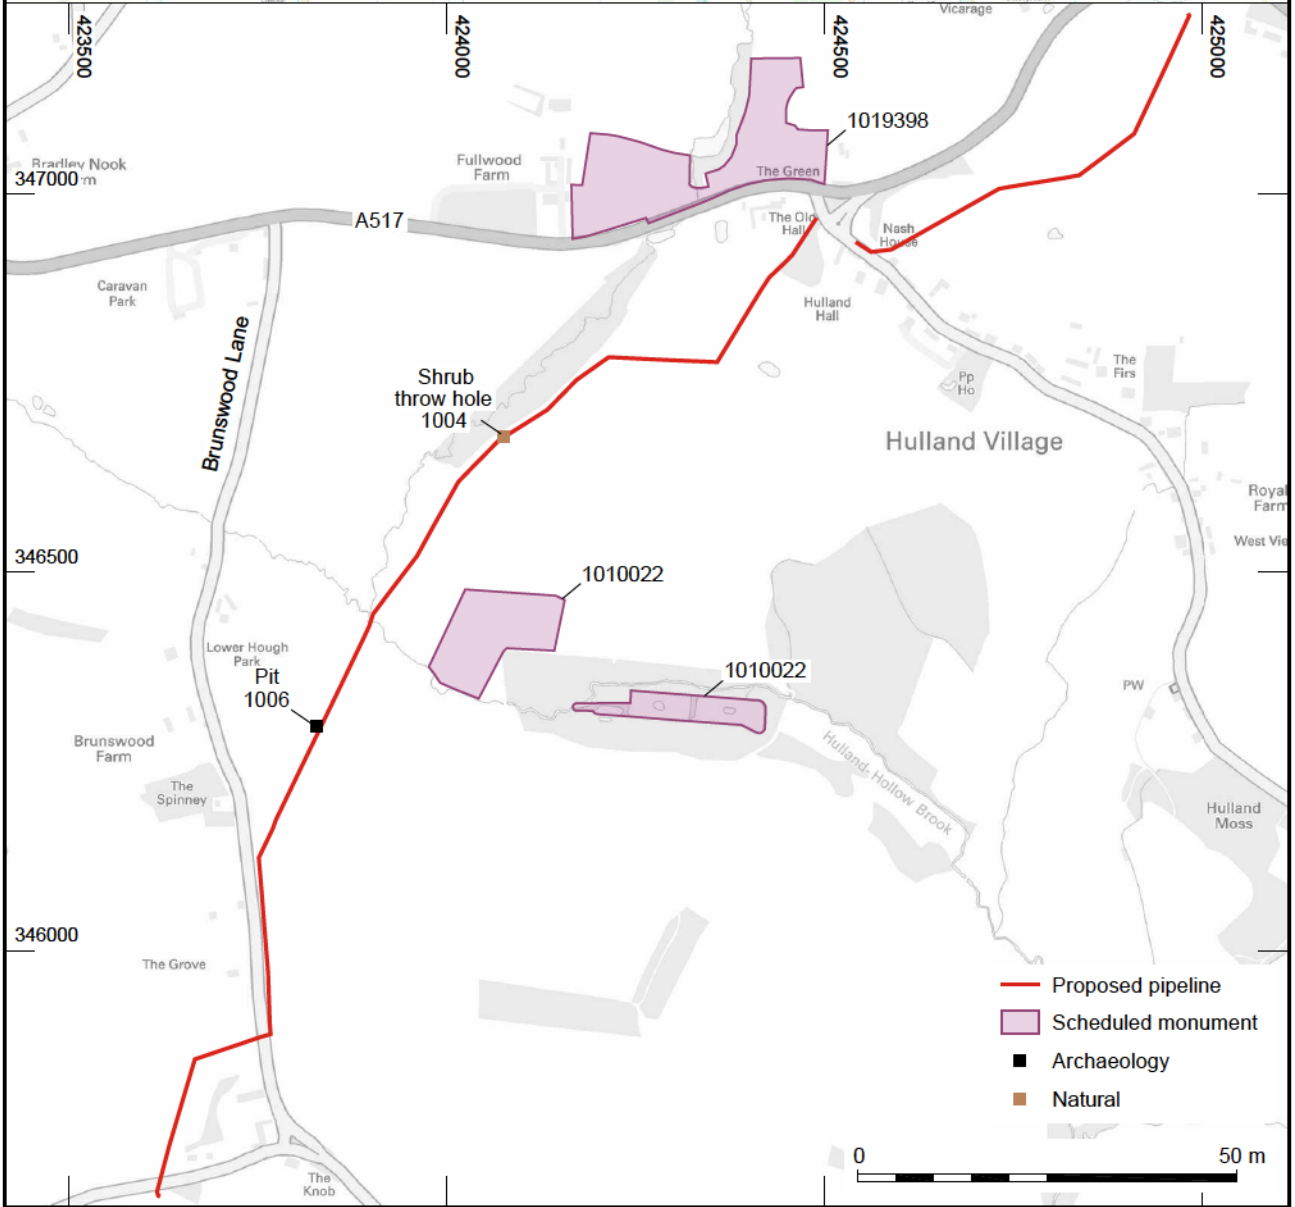 Vicarage
423500
424000
424500
425000
1019398
Bradley Nook
rm
347000
Fullwood
Farm
The Green
A517
The Old
Hall
Nash
House
Caravan
Park
Hulland
Hall
Brunswood Lane
The
Firs
Shrub
throw hole
1004
Pp
Ho
Hulland Village
Royal
Farm
West Vie
346500
1010022
Lower Hough
Park
Pit
1006
1010022
PW
Brunswood
Farm
The
Spinney
Hulland Hollow Brook
Hulland
Moss
346000
The Grove
Proposed pipeline
Scheduled monument
Archaeology
Natural
0
50 m
The
Knob